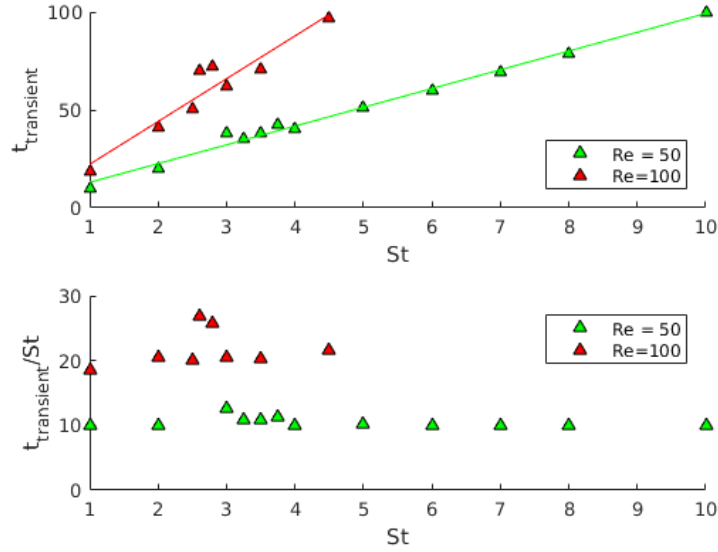 100
50
0
t_transient
1 2 3 4 5 6 7 8 9 10
St
Re = 50
Re=100
30
20
10
0
t_transient/St
1 2 3 4 5 6 7 8 9 10
St
Re = 50
Re=100